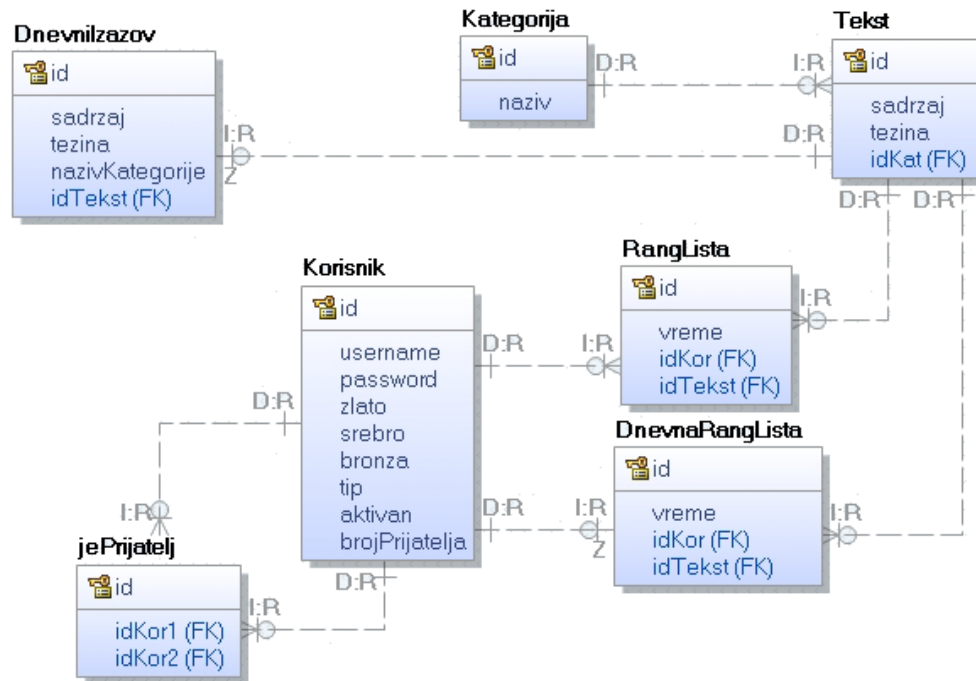 DnevniIzazov
id
sadrzaj
tezina
nazivKategorije
idTekst (FK)
Kategorija
id
naziv
Tekst
id
sadrzaj
tezina
idKat (FK)
D:R
I:R
I:R
Z
D:R
D:R
D:R
Korisnik
id
username
password
zlato
srebro
bronza
tip
aktivan
brojPrijatelja
RangLista
id
vreme
idKor (FK)
idTekst (FK)
I:R
D:R
I:R
DnevnaRangLista
id
vreme
idKor (FK)
idTekst (FK)
D:R
I:R
Z
I:R
D:R
I:R
jePrijatelj
id
idKor1 (FK)
idKor2 (FK)
D:R
I:R